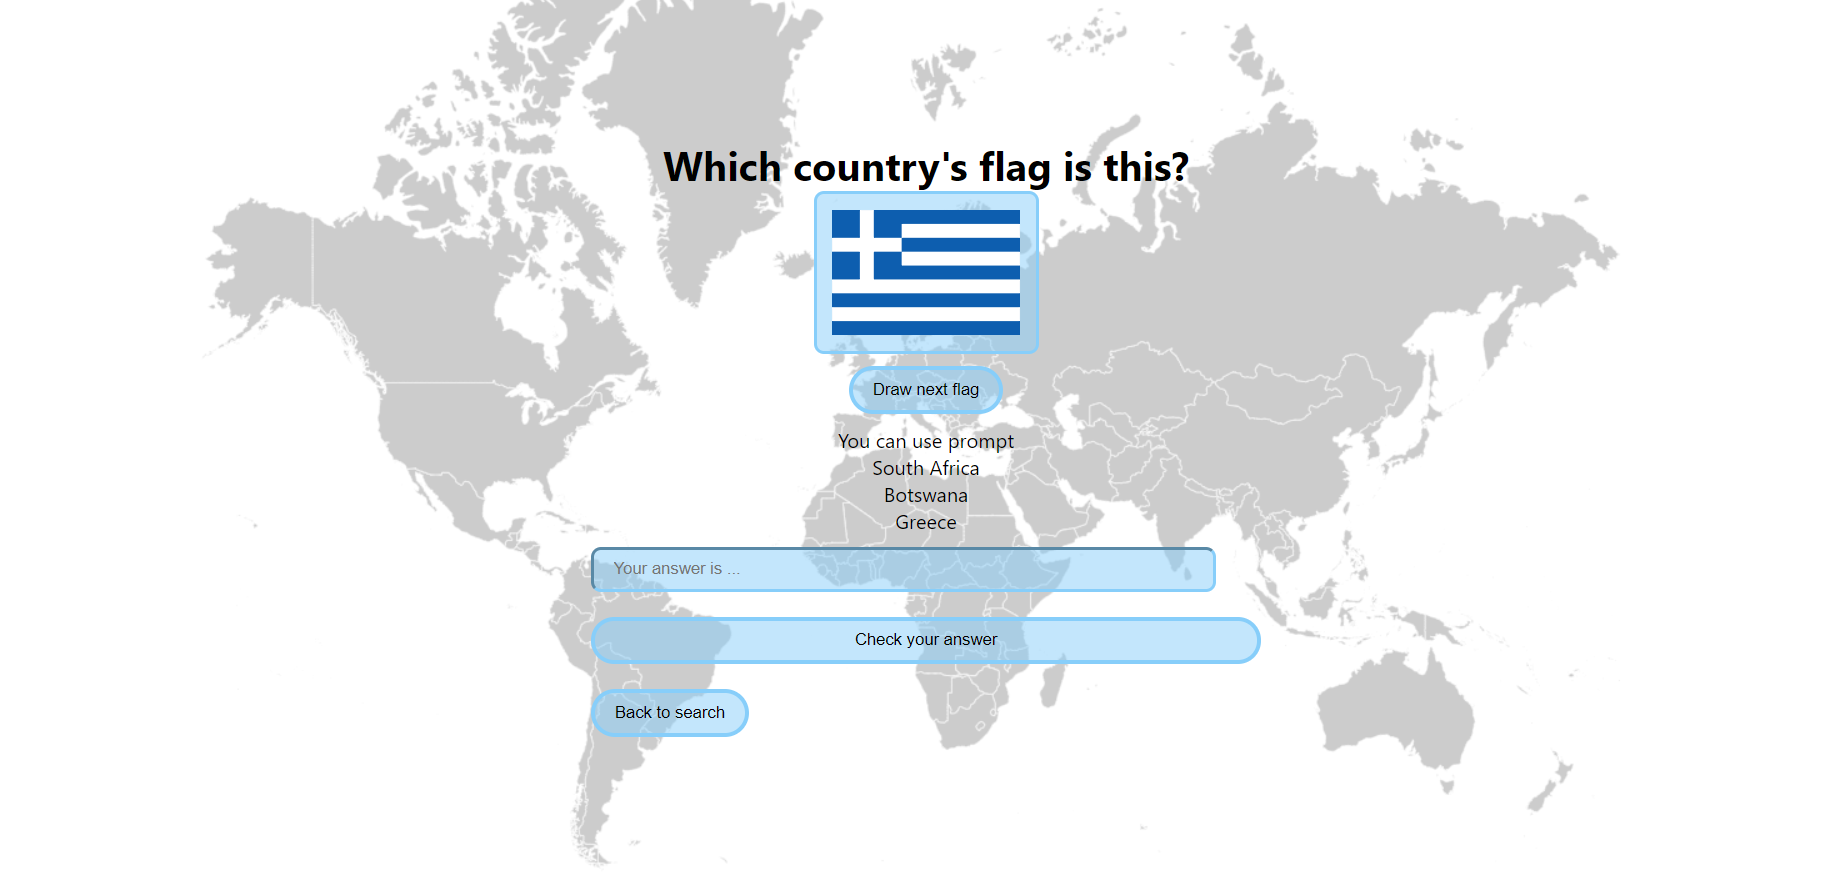 Which country's flag is this?
Draw next flag
You can use prompt
South Africa
Botswana
Greece
Your answer is ...
Check your answer
Back to search